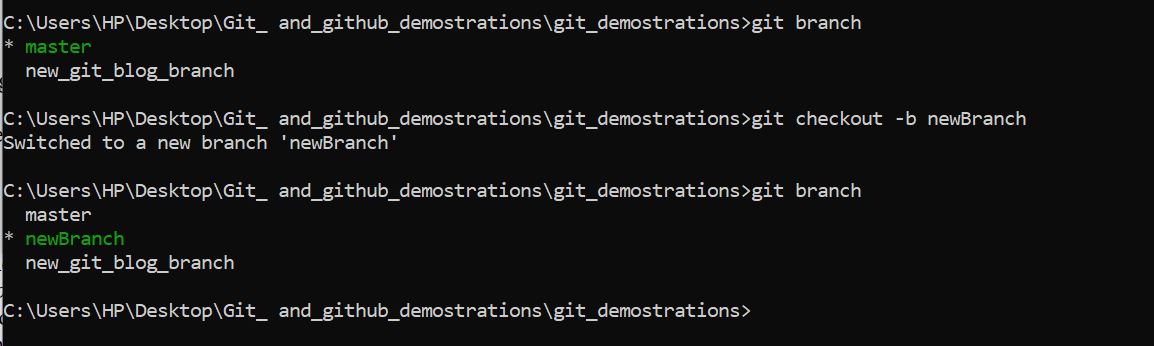 C:\Users\HP\Desktop\Git_ and_github_demostrations\git_demostrations>git branch
* master
  new_git_blog_branch
C:\Users\HP\Desktop\Git_ and_github_demostrations\git_demostrations>git checkout -b newBranch
Switched to a new branch 'newBranch'
C:\Users\HP\Desktop\Git_ and_github_demostrations\git_demostrations>git branch
  master
* newBranch
  new_git_blog_branch
C:\Users\HP\Desktop\Git_ and_github_demostrations\git_demostrations>